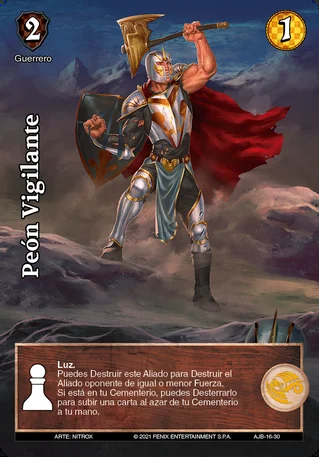 2
1
Guerrero
Peón Vigilante
Luz.
Puedes Destruir este Aliado para Destruir el
Aliado oponente de igual o menor Fuerza.
Si está en tu Cementerio, puedes Desterrarlo
para subir una carta al azar de tu Cementerio
a tu mano.
ARTE: NITROX
© 2021 FENIX ENTERTAINMENT S.P.A.
AJB-16-30